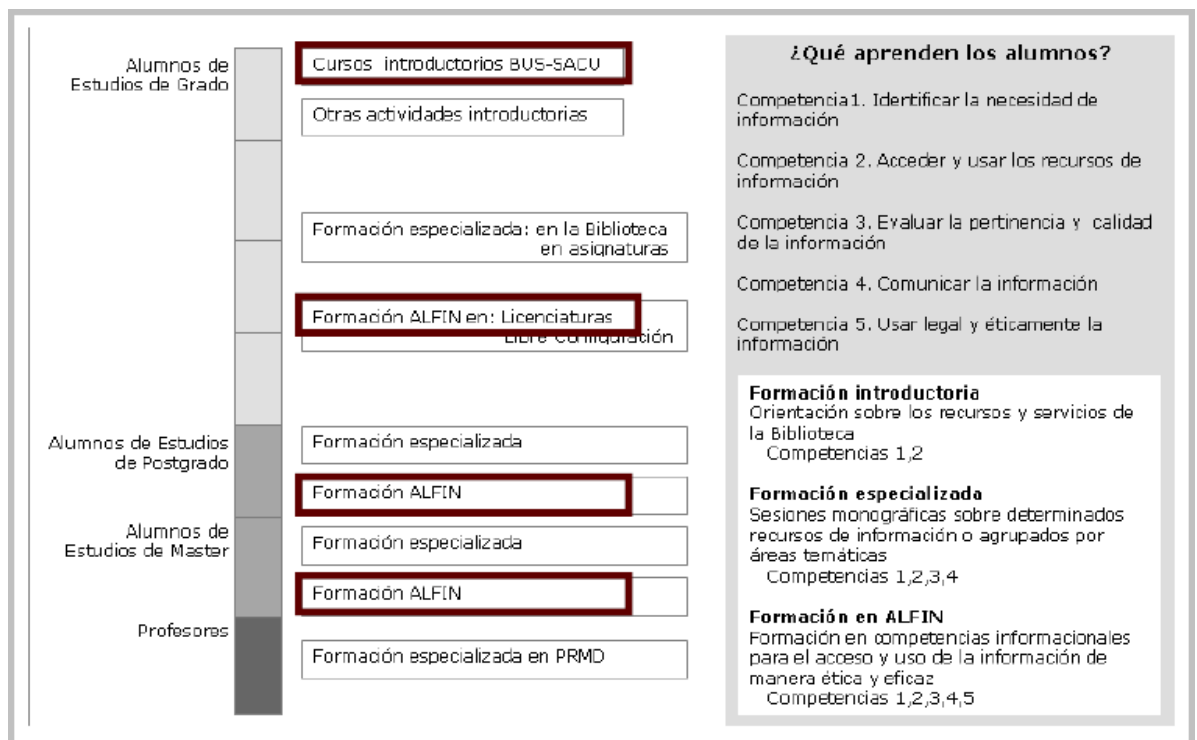 Alumnos de
Estudios de Grado
Cursos introductorios BUS-SACU
Otras actividades introductorias
Formación especializada: en la Biblioteca
en asignaturas
Formación ALFIN en: Licenciaturas
Libre Configuración
Alumnos de Estudios
de Postgrado
Formación especializada
Formación ALFIN
Alumnos de
Estudios de Master
Formación especializada
Formación ALFIN
Profesores
Formación especializada en PRMD
¿Qué aprenden los alumnos?
Competencia1. Identificar la necesidad de
información
Competencia 2. Acceder y usar los recursos de
información
Competencia 3. Evaluar la pertinencia y calidad
de la información
Competencia 4. Comunicar la información
Competencia 5. Usar legal y éticamente la
información
Formación introductoria
Orientación sobre los recursos y servicios de
la Biblioteca
Competencias 1,2
Formación especializada
Sesiones monográficas sobre determinados
recursos de información o agrupados por
áreas temáticas
Competencias 1,2,3,4
Formación en ALFIN
Formación en competencias informacionales
para el acceso y uso de la información de
manera ética y eficaz
Competencias 1,2,3,4,5